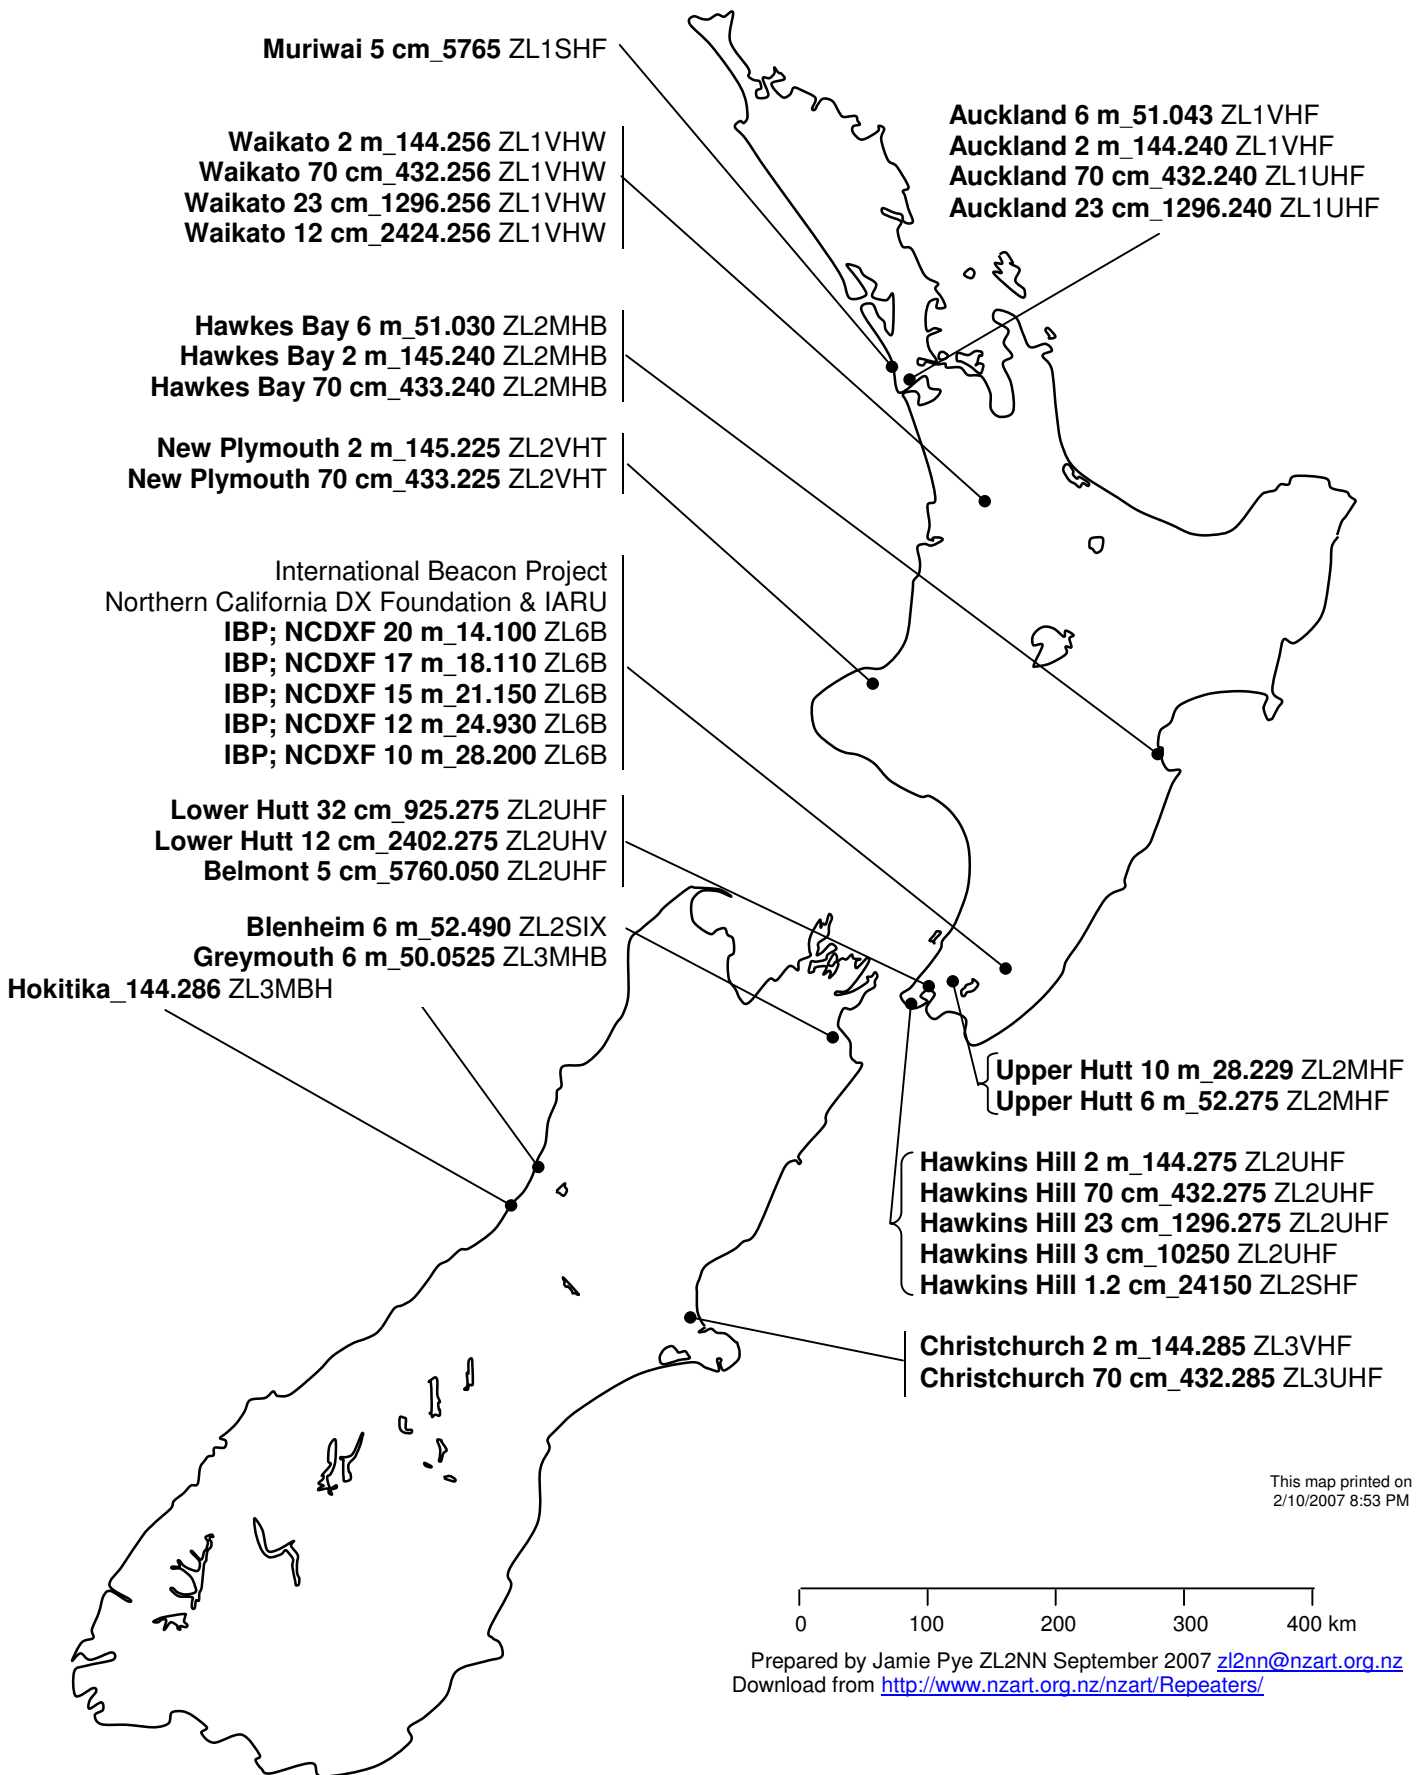 Muriwai 5 cm_5765 ZL1SHF
Waikato 2 m_144.256 ZL1VHW
Waikato 70 cm_432.256 ZL1VHW
Waikato 23 cm_1296.256 ZL1VHW
Waikato 12 cm_2424.256 ZL1VHW
Auckland 6 m_51.043 ZL1VHF
Auckland 2 m_144.240 ZL1VHF
Auckland 70 cm_432.240 ZL1UHF
Auckland 23 cm_1296.240 ZL1UHF
Hawkes Bay 6 m_51.030 ZL2MHB
Hawkes Bay 2 m_145.240 ZL2MHB
Hawkes Bay 70 cm_433.240 ZL2MHB
New Plymouth 2 m_145.225 ZL2VHT
New Plymouth 70 cm_433.225 ZL2VHT
International Beacon Project
Northern California DX Foundation & IARU
IBP; NCDXF 20 m_14.100 ZL6B
IBP; NCDXF 17 m_18.110 ZL6B
IBP; NCDXF 15 m_21.150 ZL6B
IBP; NCDXF 12 m_24.930 ZL6B
IBP; NCDXF 10 m_28.200 ZL6B
Lower Hutt 32 cm_925.275 ZL2UHF
Lower Hutt 12 cm_2402.275 ZL2UHV
Belmont 5 cm_5760.050 ZL2UHF
Blenheim 6 m_52.490 ZL2SIX
Greymouth 6 m_50.0525 ZL3MHB
Hokitika_144.286 ZL3MBH
Upper Hutt 10 m_28.229 ZL2MHF
Upper Hutt 6 m_52.275 ZL2MHF
Hawkins Hill 2 m_144.275 ZL2UHF
Hawkins Hill 70 cm_432.275 ZL2UHF
Hawkins Hill 23 cm_1296.275 ZL2UHF
Hawkins Hill 3 cm_10250 ZL2UHF
Hawkins Hill 1.2 cm_24150 ZL2SHF
Christchurch 2 m_144.285 ZL3VHF
Christchurch 70 cm_432.285 ZL3UHF
This map printed on
2/10/2007 8:53 PM
0 100 200 300 400 km
Prepared by Jamie Pye ZL2NN September 2007 zl2nn@nzart.org.nz
Download from http://www.nzart.org.nz/nzart/Repeaters/